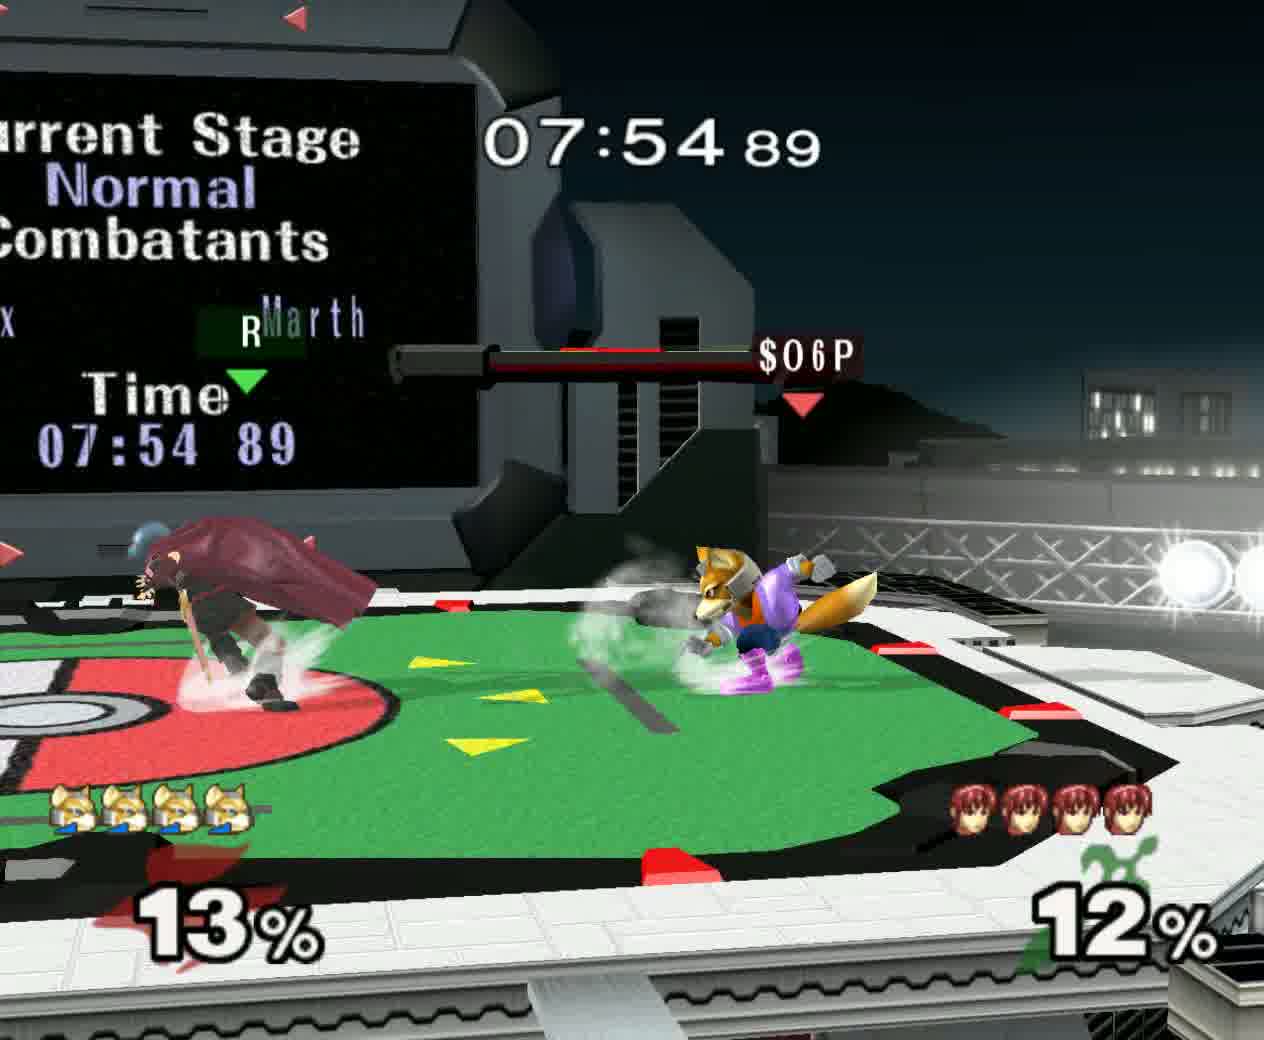 urrent Stage
07:54 89
Normal
Combatants
x Marth
R
$06P
Time
07:54 89
13%
12%